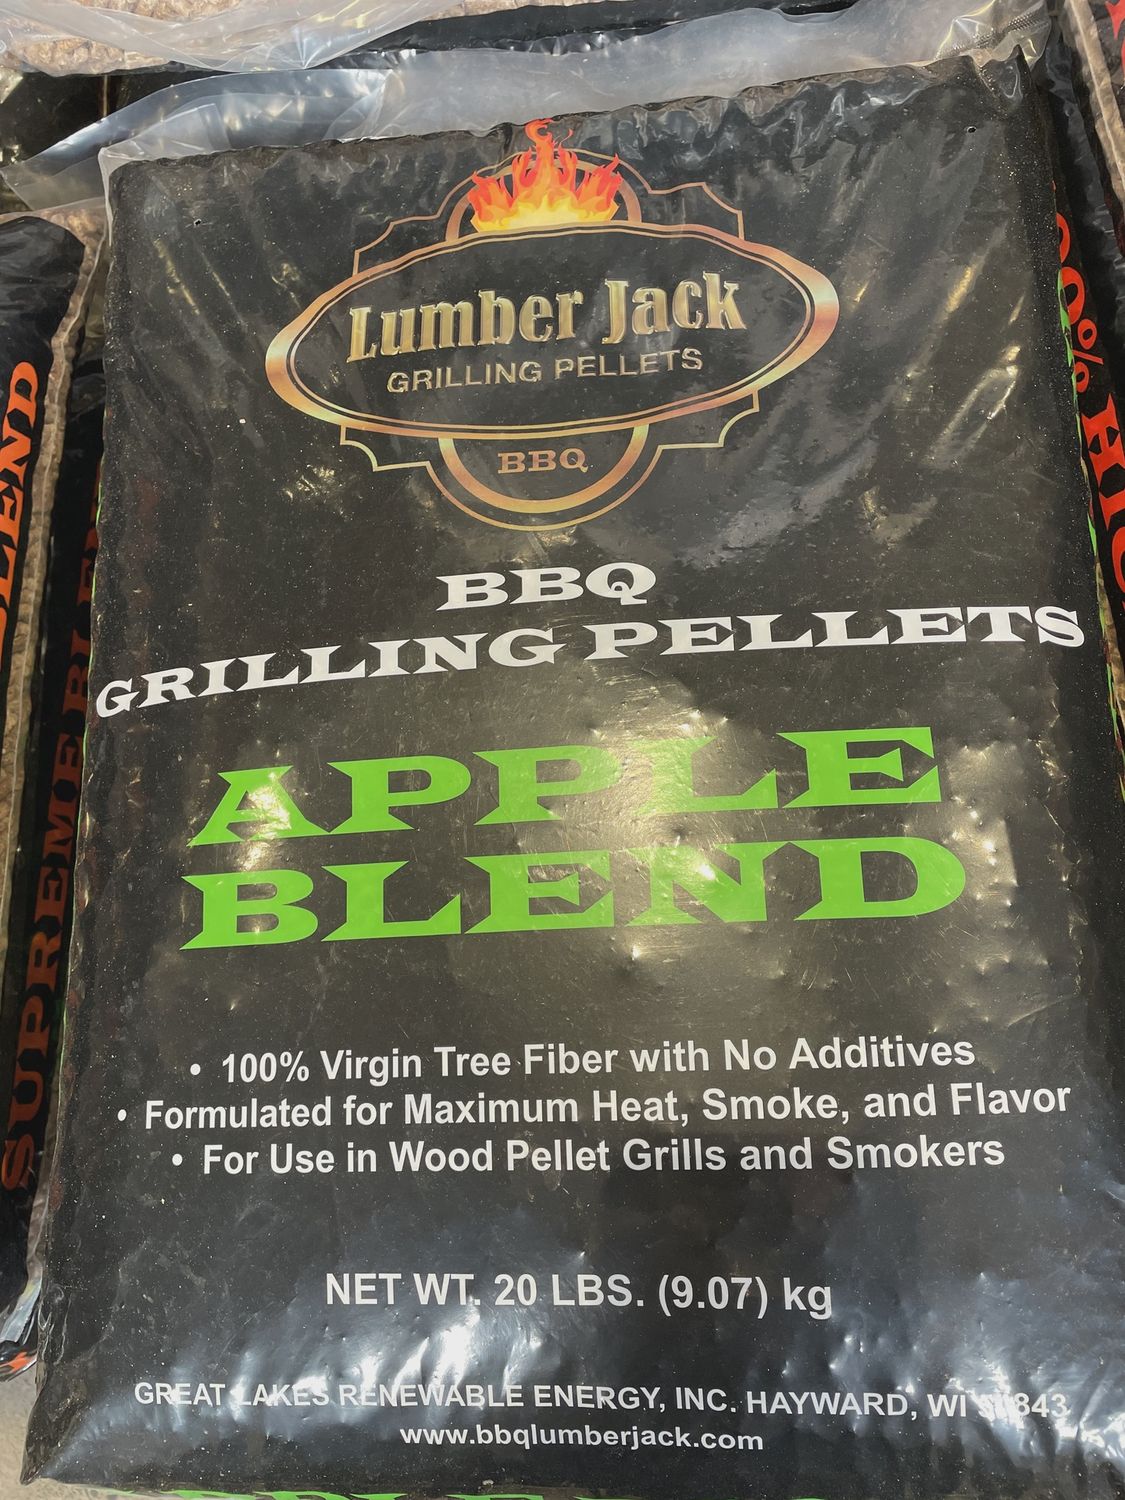 Lumber Jack
GRILLING PELLETS
BBQ
BBQ
GRILLING PELLETS
APPLE
BLEND
• 100% Virgin Tree Fiber with No Additives
• Formulated for Maximum Heat, Smoke, and Flavor
• For Use in Wood Pellet Grills and Smokers
NET WT. 20 LBS. (9.07) kg
GREAT LAKES RENEWABLE ENERGY, INC. HAYWARD, WI
www.bbqlumberjack.com
BLEND
SUPREME BLEND